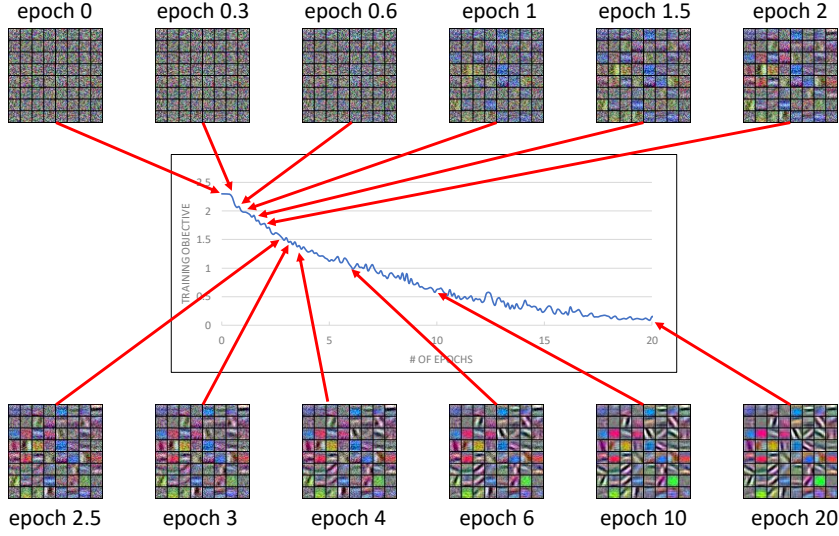 epoch 0
epoch 0.3
epoch 0.6
epoch 1
epoch 1.5
epoch 2
TRAINING OBJECTIVE
2.5
2
1.5
1
0.5
0
0
5
10
15
20
# OF EPOCHS
epoch 2.5
epoch 3
epoch 4
epoch 6
epoch 10
epoch 20